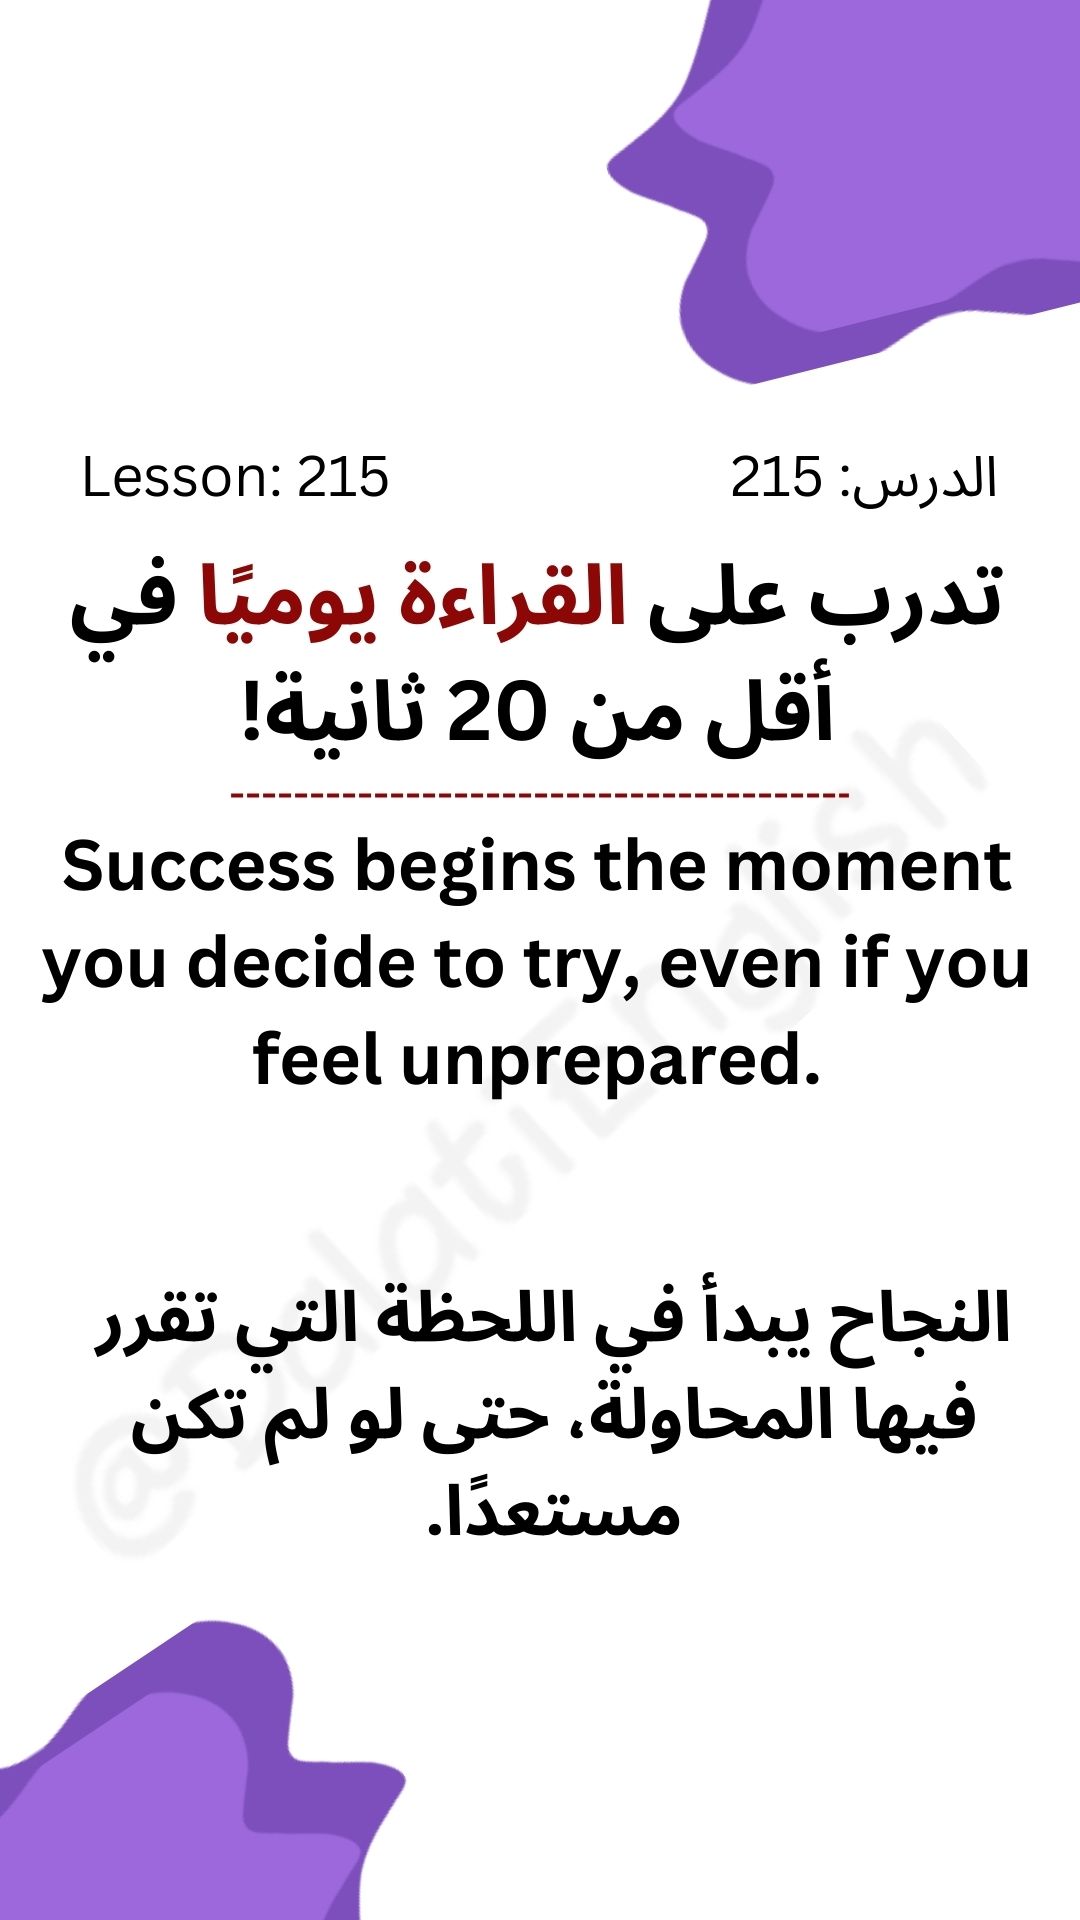 Lesson: 215
الدرس: 215
تدرب على القراءة يوميًا في
أقل من 20 ثانية!
---------------------------------------
Success begins the moment
you decide to try, even if you
feel unprepared.
النجاح يبدأ في اللحظة التي تقرر
فيها المحاولة، حتى لو لم تكن
مستعدًا.
@DalatiEnglish